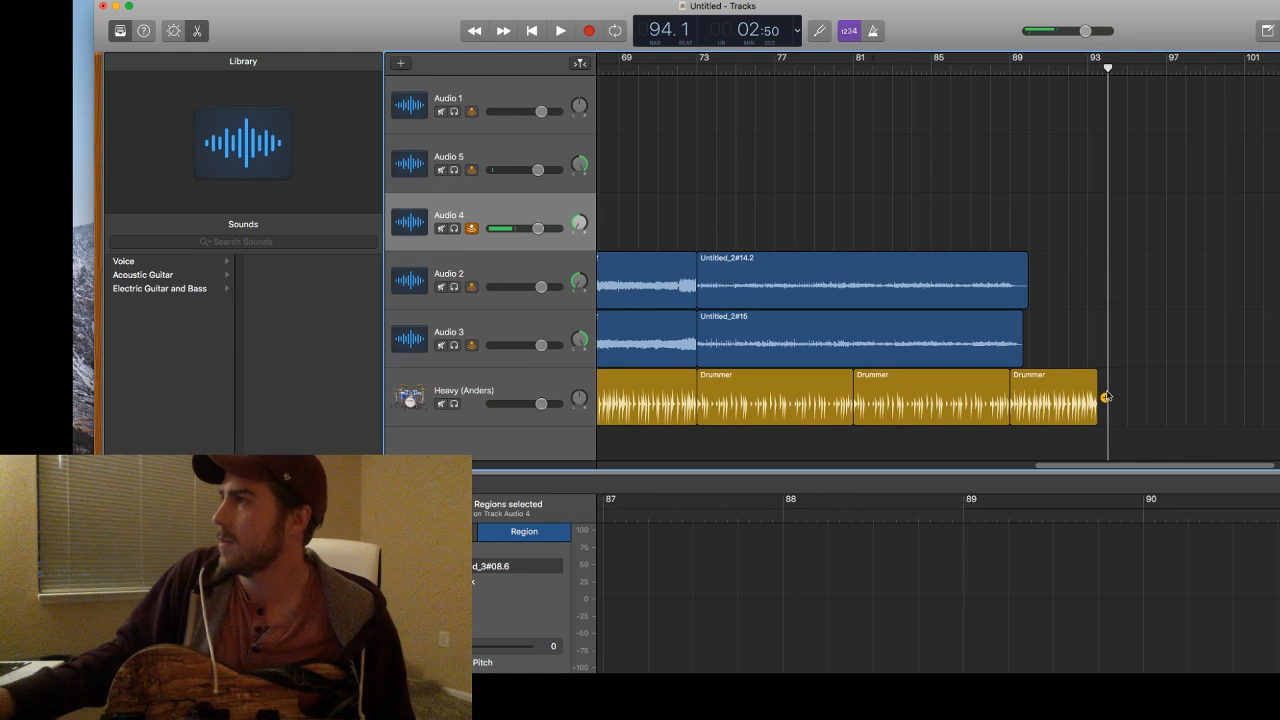 Untitled - Tracks
94. 1
00 02:50
BAR BEAT
HR MIN SEC
1234
Library
69 73 77 81 85 89 93 97 101
Audio 1
Audio 5
Audio 4
Sounds
Search Sounds
Voice
Acoustic Guitar
Electric Guitar and Bass
Untitled_2#14.2
Audio 2
Untitled_2#15
Audio 3
Drummer Drummer Drummer
Heavy (Anders)
87 88 89 90
Regions selected
on Track Audio 4
Region
100
75
50
25
0
-25
-50
-75
-100
d_3#08.6
0
Pitch